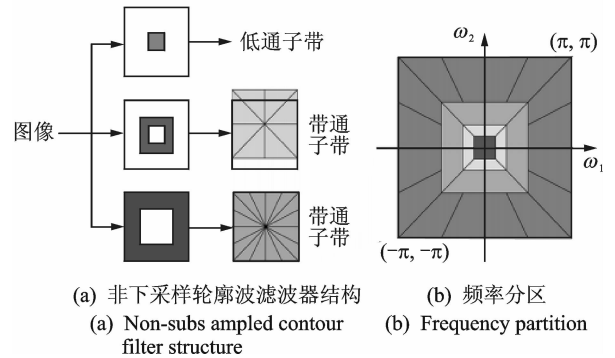 低通子带
ω2
(π, π)
图像
带通
子带
ω1
带通
子带
(−π, −π)
(a) 非下采样轮廓波滤波器结构
(b) 频率分区
(a) Non-subs ampled contour
filter structure
(b) Frequency partition